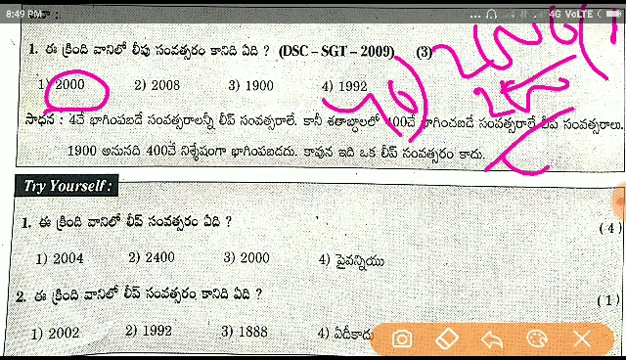 8:49 PM ... 4G VoLTE
1. ఈ క్రింది వానిలో లీపు సంవత్సరం కానిది ఏది ? (DSC – SGT – 2009) (3)
1) 2000 2) 2008 3) 1900 4) 1992
సాధన : 4చే భాగింపబడే సంవత్సరాలన్నీ లీప్ సంవత్సరాలే. కానీ శతాబ్దాలలో 400చే భాగించబడే సంవత్సరాలే లీప్ సంవత్సరాలు.
1900 అనునది 400చే నిశ్శేషంగా భాగింపబడదు. కావున ఇది ఒక లీప్ సంవత్సరం కాదు.
Try Yourself :
1. ఈ క్రింది వానిలో లీప్ సంవత్సరం ఏది ? (4)
1) 2004 2) 2400 3) 2000 4) పైవన్నియు
2. ఈ క్రింది వానిలో లీప్ సంవత్సరం కానిది ఏది ? (1)
1) 2002 2) 1992 3) 1888 4) ఏదీకాదు